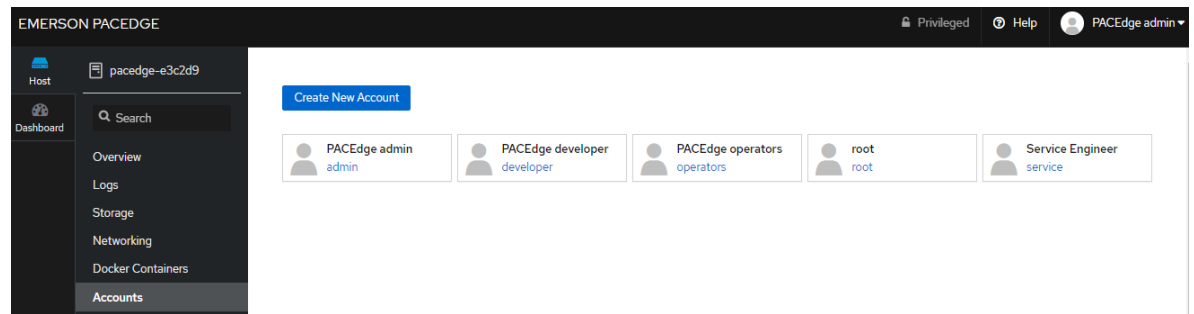 EMERSON PACEDGE
Privileged
Help
PACEdge admin
Host
Dashboard
pacedge-e3c2d9
Search
Overview
Logs
Storage
Networking
Docker Containers
Accounts
Create New Account
PACEdge admin
admin
PACEdge developer
developer
PACEdge operators
operators
root
root
Service Engineer
service